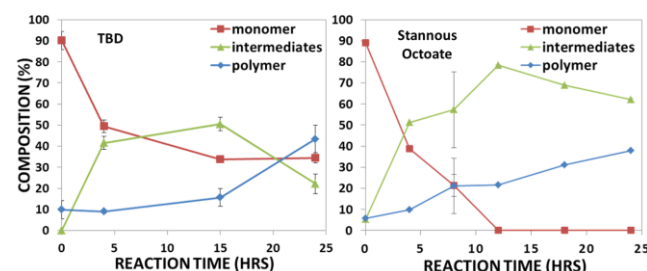 TBD
monomer
intermediates
polymer
COMPOSITION (%)
100
90
80
70
60
50
40
30
20
10
0
0 5 10 15 20 25
REACTION TIME (HRS)
Stannous
Octoate
monomer
intermediates
polymer
100
90
80
70
60
50
40
30
20
10
0
0 5 10 15 20 25
REACTION TIME (HRS)